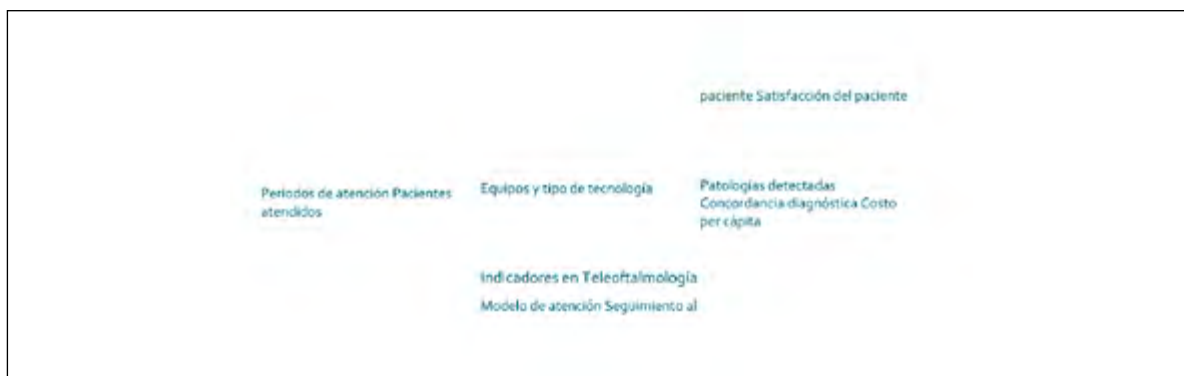 paciente Satisfacción del paciente
Periodos de atención Pacientes
atendidos
Equipos y tipo de tecnología
Patologías detectadas
Concordancia diagnóstica Costo
per cápita
Indicadores en Teleoftalmología
Modelo de atención Seguimiento al